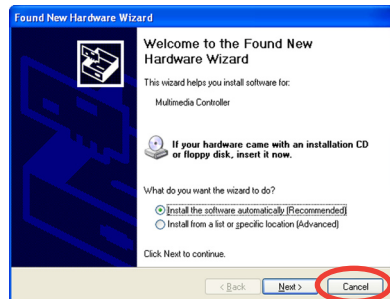 Found New Hardware Wizard
Welcome to the Found New
Hardware Wizard
This wizard helps you install software for:
Multimedia Controller
If your hardware came with an installation CD
or floppy disk, insert it now.
What do you want the wizard to do?
Install the software automatically (Recommended)
Install from a list or specific location (Advanced)
Click Next to continue.
< Back Next > Cancel